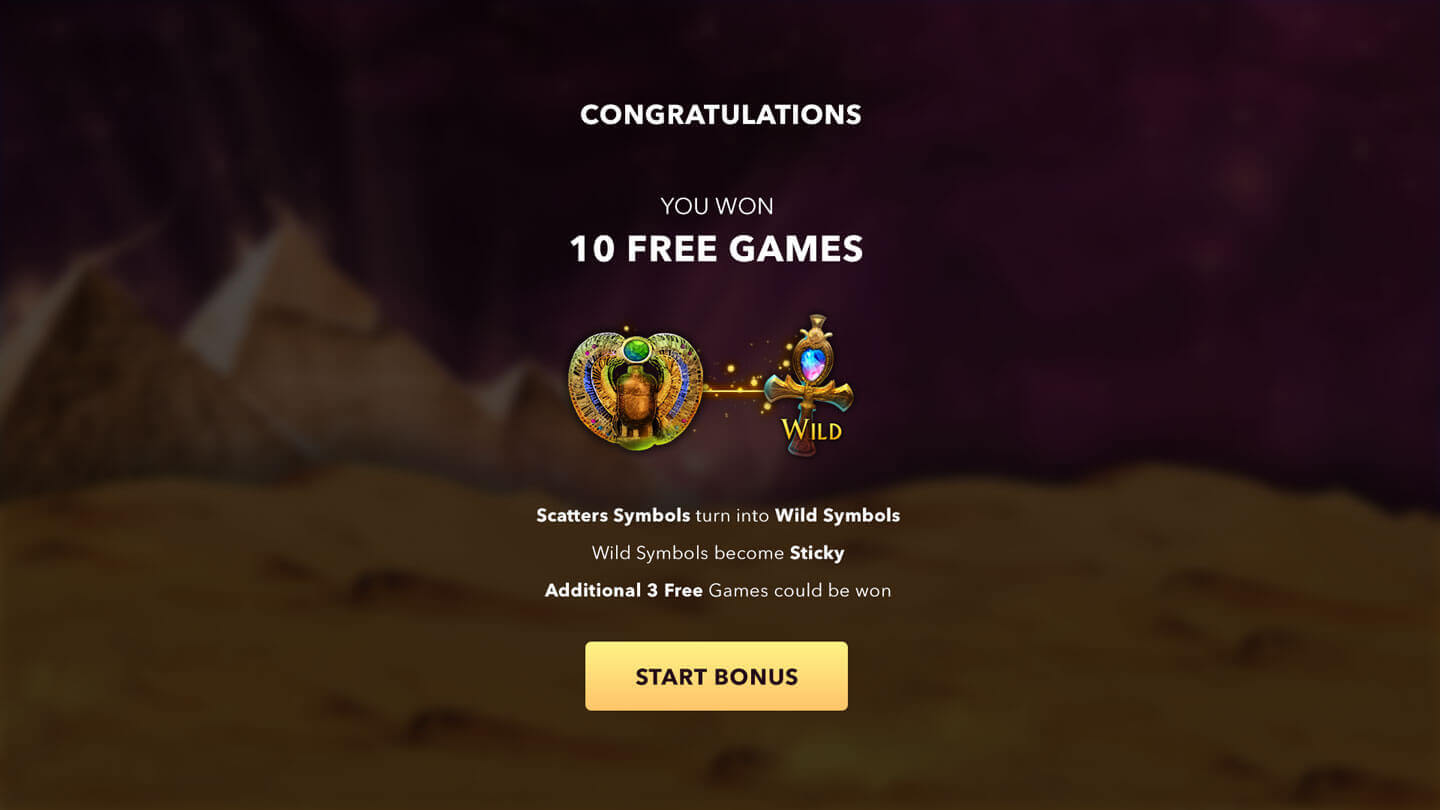 CONGRATULATIONS
YOU WON
10 FREE GAMES
WILD
Scatters Symbols turn into Wild Symbols
Wild Symbols become Sticky
Additional 3 Free Games could be won
START BONUS